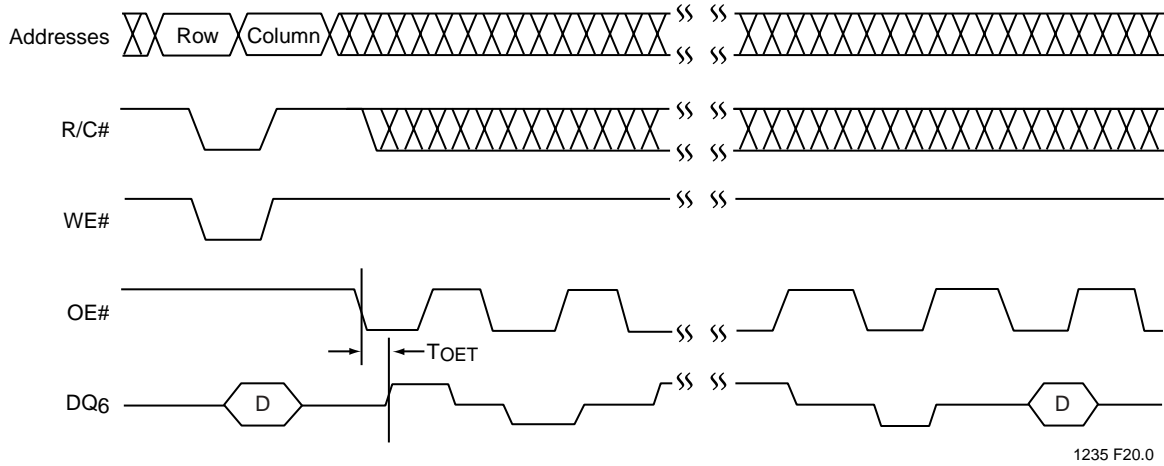 Addresses Row Column
R/C#
WE#
OE#
TOET
DQ6 D D
1235 F20.0